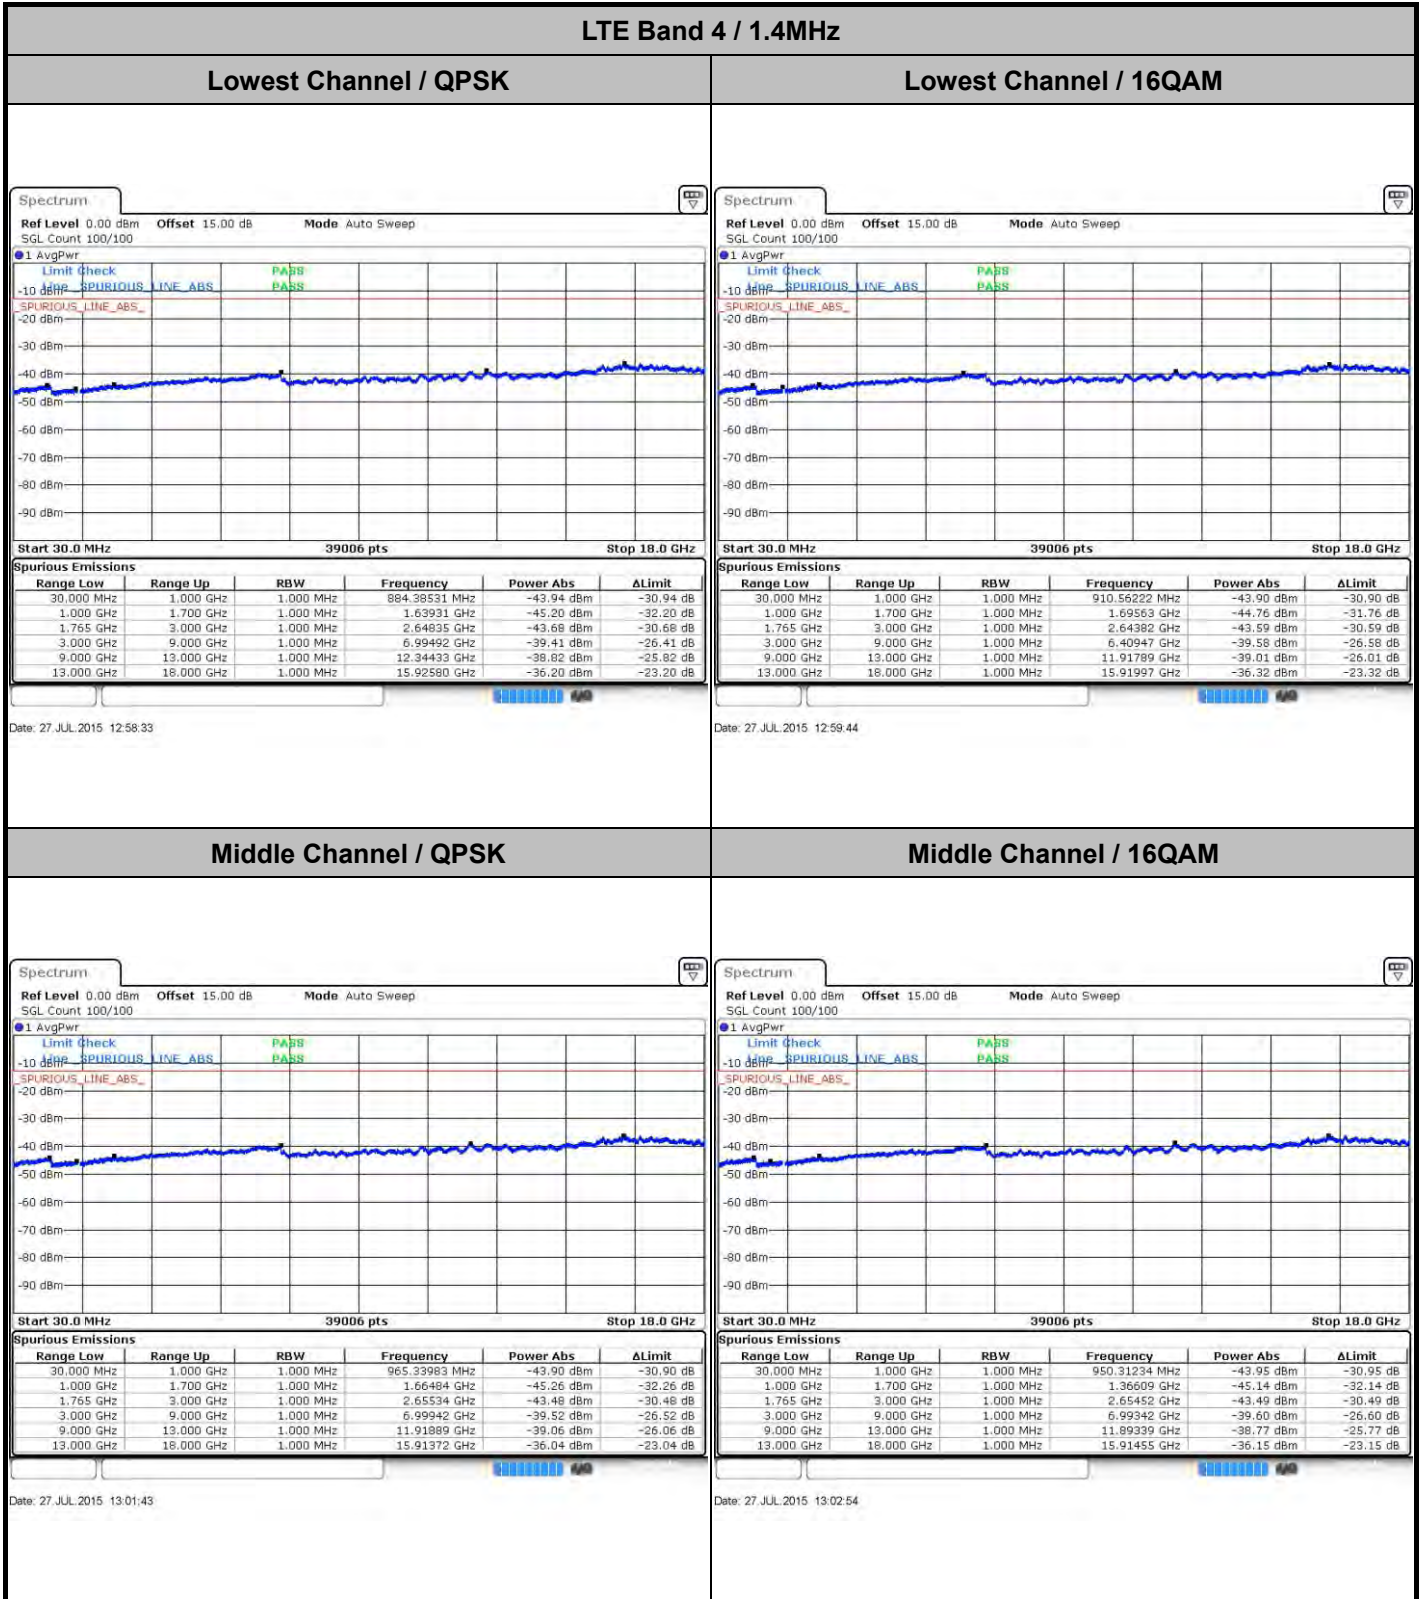 LTE Band 4 / 1.4MHz
Lowest Channel / QPSK
Lowest Channel / 16QAM
Spectrum
Ref Level 0.00 dBm Offset 15.00 dB Mode Auto Sweep
SGL Count 100/100
1 AvgPwr
Limit Check PASS
Line _SPURIOUS_LINE_ABS_ PASS
-10 dBm
_SPURIOUS_LINE_ABS_
-20 dBm
-30 dBm
-40 dBm
-50 dBm
-60 dBm
-70 dBm
-80 dBm
-90 dBm
Start 30.0 MHz 39006 pts Stop 18.0 GHz
Spurious Emissions
Range Low Range Up RBW Frequency Power Abs ΔLimit
30.000 MHz 1.000 GHz 1.000 MHz 884.38531 MHz -43.94 dBm -30.94 dB
1.000 GHz 1.700 GHz 1.000 MHz 1.63931 GHz -45.20 dBm -32.20 dB
1.765 GHz 3.000 GHz 1.000 MHz 2.64835 GHz -43.68 dBm -30.68 dB
3.000 GHz 9.000 GHz 1.000 MHz 6.99492 GHz -39.41 dBm -26.41 dB
9.000 GHz 13.000 GHz 1.000 MHz 12.34433 GHz -38.82 dBm -25.82 dB
13.000 GHz 18.000 GHz 1.000 MHz 15.92580 GHz -36.20 dBm -23.20 dB
Date: 27.JUL.2015 12:58:33
Spectrum
Ref Level 0.00 dBm Offset 15.00 dB Mode Auto Sweep
SGL Count 100/100
1 AvgPwr
Limit Check PASS
Line _SPURIOUS_LINE_ABS_ PASS
-10 dBm
_SPURIOUS_LINE_ABS_
-20 dBm
-30 dBm
-40 dBm
-50 dBm
-60 dBm
-70 dBm
-80 dBm
-90 dBm
Start 30.0 MHz 39006 pts Stop 18.0 GHz
Spurious Emissions
Range Low Range Up RBW Frequency Power Abs ΔLimit
30.000 MHz 1.000 GHz 1.000 MHz 910.56222 MHz -43.90 dBm -30.90 dB
1.000 GHz 1.700 GHz 1.000 MHz 1.69563 GHz -44.76 dBm -31.76 dB
1.765 GHz 3.000 GHz 1.000 MHz 2.64382 GHz -43.59 dBm -30.59 dB
3.000 GHz 9.000 GHz 1.000 MHz 6.40947 GHz -39.58 dBm -26.58 dB
9.000 GHz 13.000 GHz 1.000 MHz 11.91789 GHz -39.01 dBm -26.01 dB
13.000 GHz 18.000 GHz 1.000 MHz 15.91997 GHz -36.32 dBm -23.32 dB
Date: 27.JUL.2015 12:59:44
Middle Channel / QPSK
Middle Channel / 16QAM
Spectrum
Ref Level 0.00 dBm Offset 15.00 dB Mode Auto Sweep
SGL Count 100/100
1 AvgPwr
Limit Check PASS
Line _SPURIOUS_LINE_ABS_ PASS
-10 dBm
_SPURIOUS_LINE_ABS_
-20 dBm
-30 dBm
-40 dBm
-50 dBm
-60 dBm
-70 dBm
-80 dBm
-90 dBm
Start 30.0 MHz 39006 pts Stop 18.0 GHz
Spurious Emissions
Range Low Range Up RBW Frequency Power Abs ΔLimit
30.000 MHz 1.000 GHz 1.000 MHz 965.33983 MHz -43.90 dBm -30.90 dB
1.000 GHz 1.700 GHz 1.000 MHz 1.66484 GHz -45.26 dBm -32.26 dB
1.765 GHz 3.000 GHz 1.000 MHz 2.65534 GHz -43.48 dBm -30.48 dB
3.000 GHz 9.000 GHz 1.000 MHz 6.99942 GHz -39.52 dBm -26.52 dB
9.000 GHz 13.000 GHz 1.000 MHz 11.91889 GHz -39.06 dBm -26.06 dB
13.000 GHz 18.000 GHz 1.000 MHz 15.91372 GHz -36.04 dBm -23.04 dB
Date: 27.JUL.2015 13:01:43
Spectrum
Ref Level 0.00 dBm Offset 15.00 dB Mode Auto Sweep
SGL Count 100/100
1 AvgPwr
Limit Check PASS
Line _SPURIOUS_LINE_ABS_ PASS
-10 dBm
_SPURIOUS_LINE_ABS_
-20 dBm
-30 dBm
-40 dBm
-50 dBm
-60 dBm
-70 dBm
-80 dBm
-90 dBm
Start 30.0 MHz 39006 pts Stop 18.0 GHz
Spurious Emissions
Range Low Range Up RBW Frequency Power Abs ΔLimit
30.000 MHz 1.000 GHz 1.000 MHz 950.31234 MHz -43.95 dBm -30.95 dB
1.000 GHz 1.700 GHz 1.000 MHz 1.36609 GHz -45.14 dBm -32.14 dB
1.765 GHz 3.000 GHz 1.000 MHz 2.65452 GHz -43.49 dBm -30.49 dB
3.000 GHz 9.000 GHz 1.000 MHz 6.99342 GHz -39.60 dBm -26.60 dB
9.000 GHz 13.000 GHz 1.000 MHz 11.89339 GHz -38.77 dBm -25.77 dB
13.000 GHz 18.000 GHz 1.000 MHz 15.91455 GHz -36.15 dBm -23.15 dB
Date: 27.JUL.2015 13:02:54